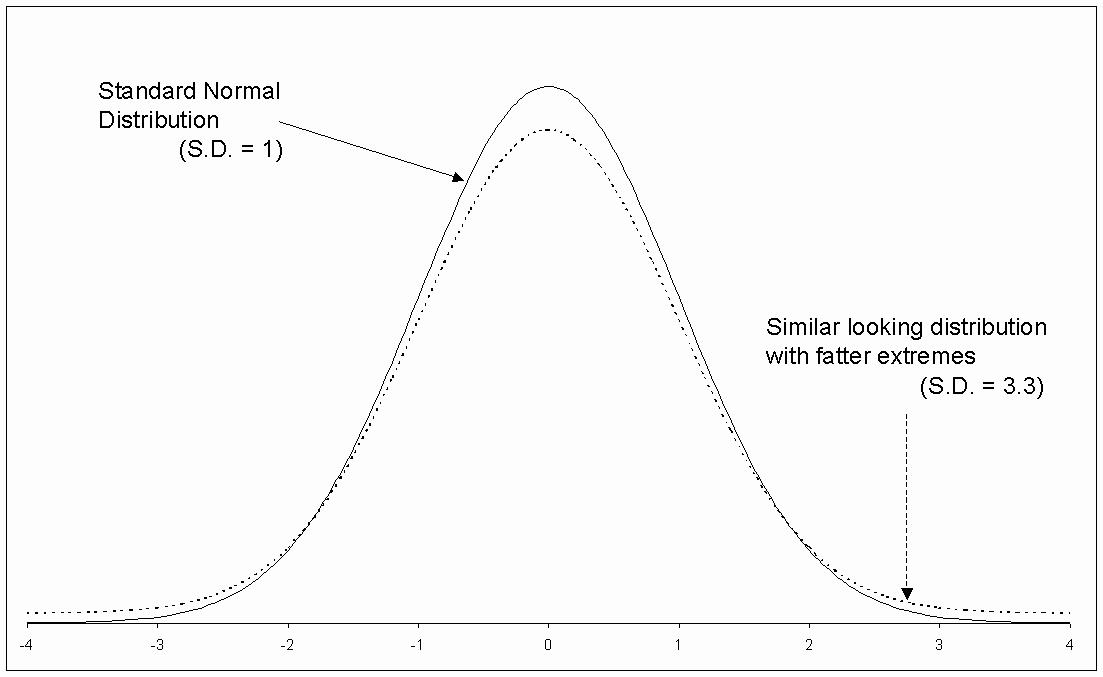 Standard Normal
Distribution
(S.D. = 1)
Similar looking distribution
with fatter extremes
(S.D. = 3.3)
-4 -3 -2 -1 0 1 2 3 4